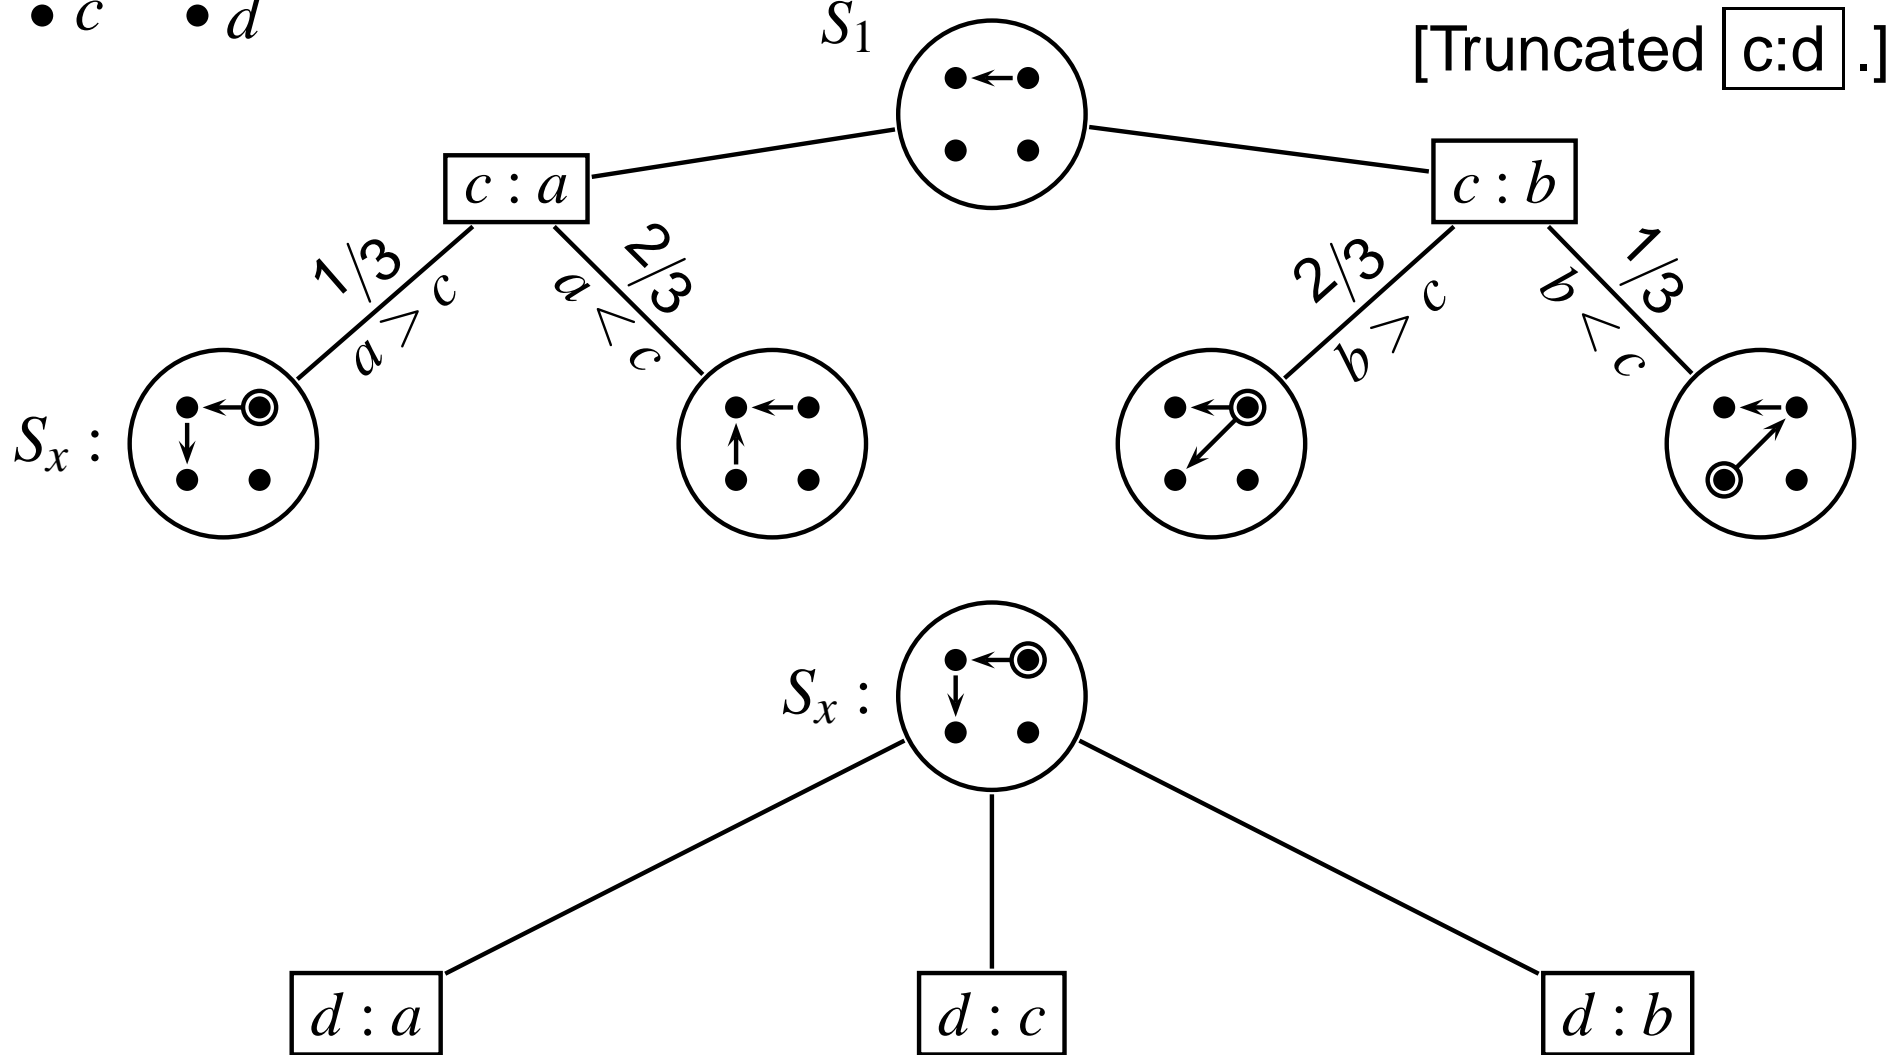 c d
S1
[Truncated c:d .]
c : a
c : b
1/3
a > c
2/3
a < c
2/3
b > c
1/3
b < c
Sx :
Sx :
d : a
d : c
d : b